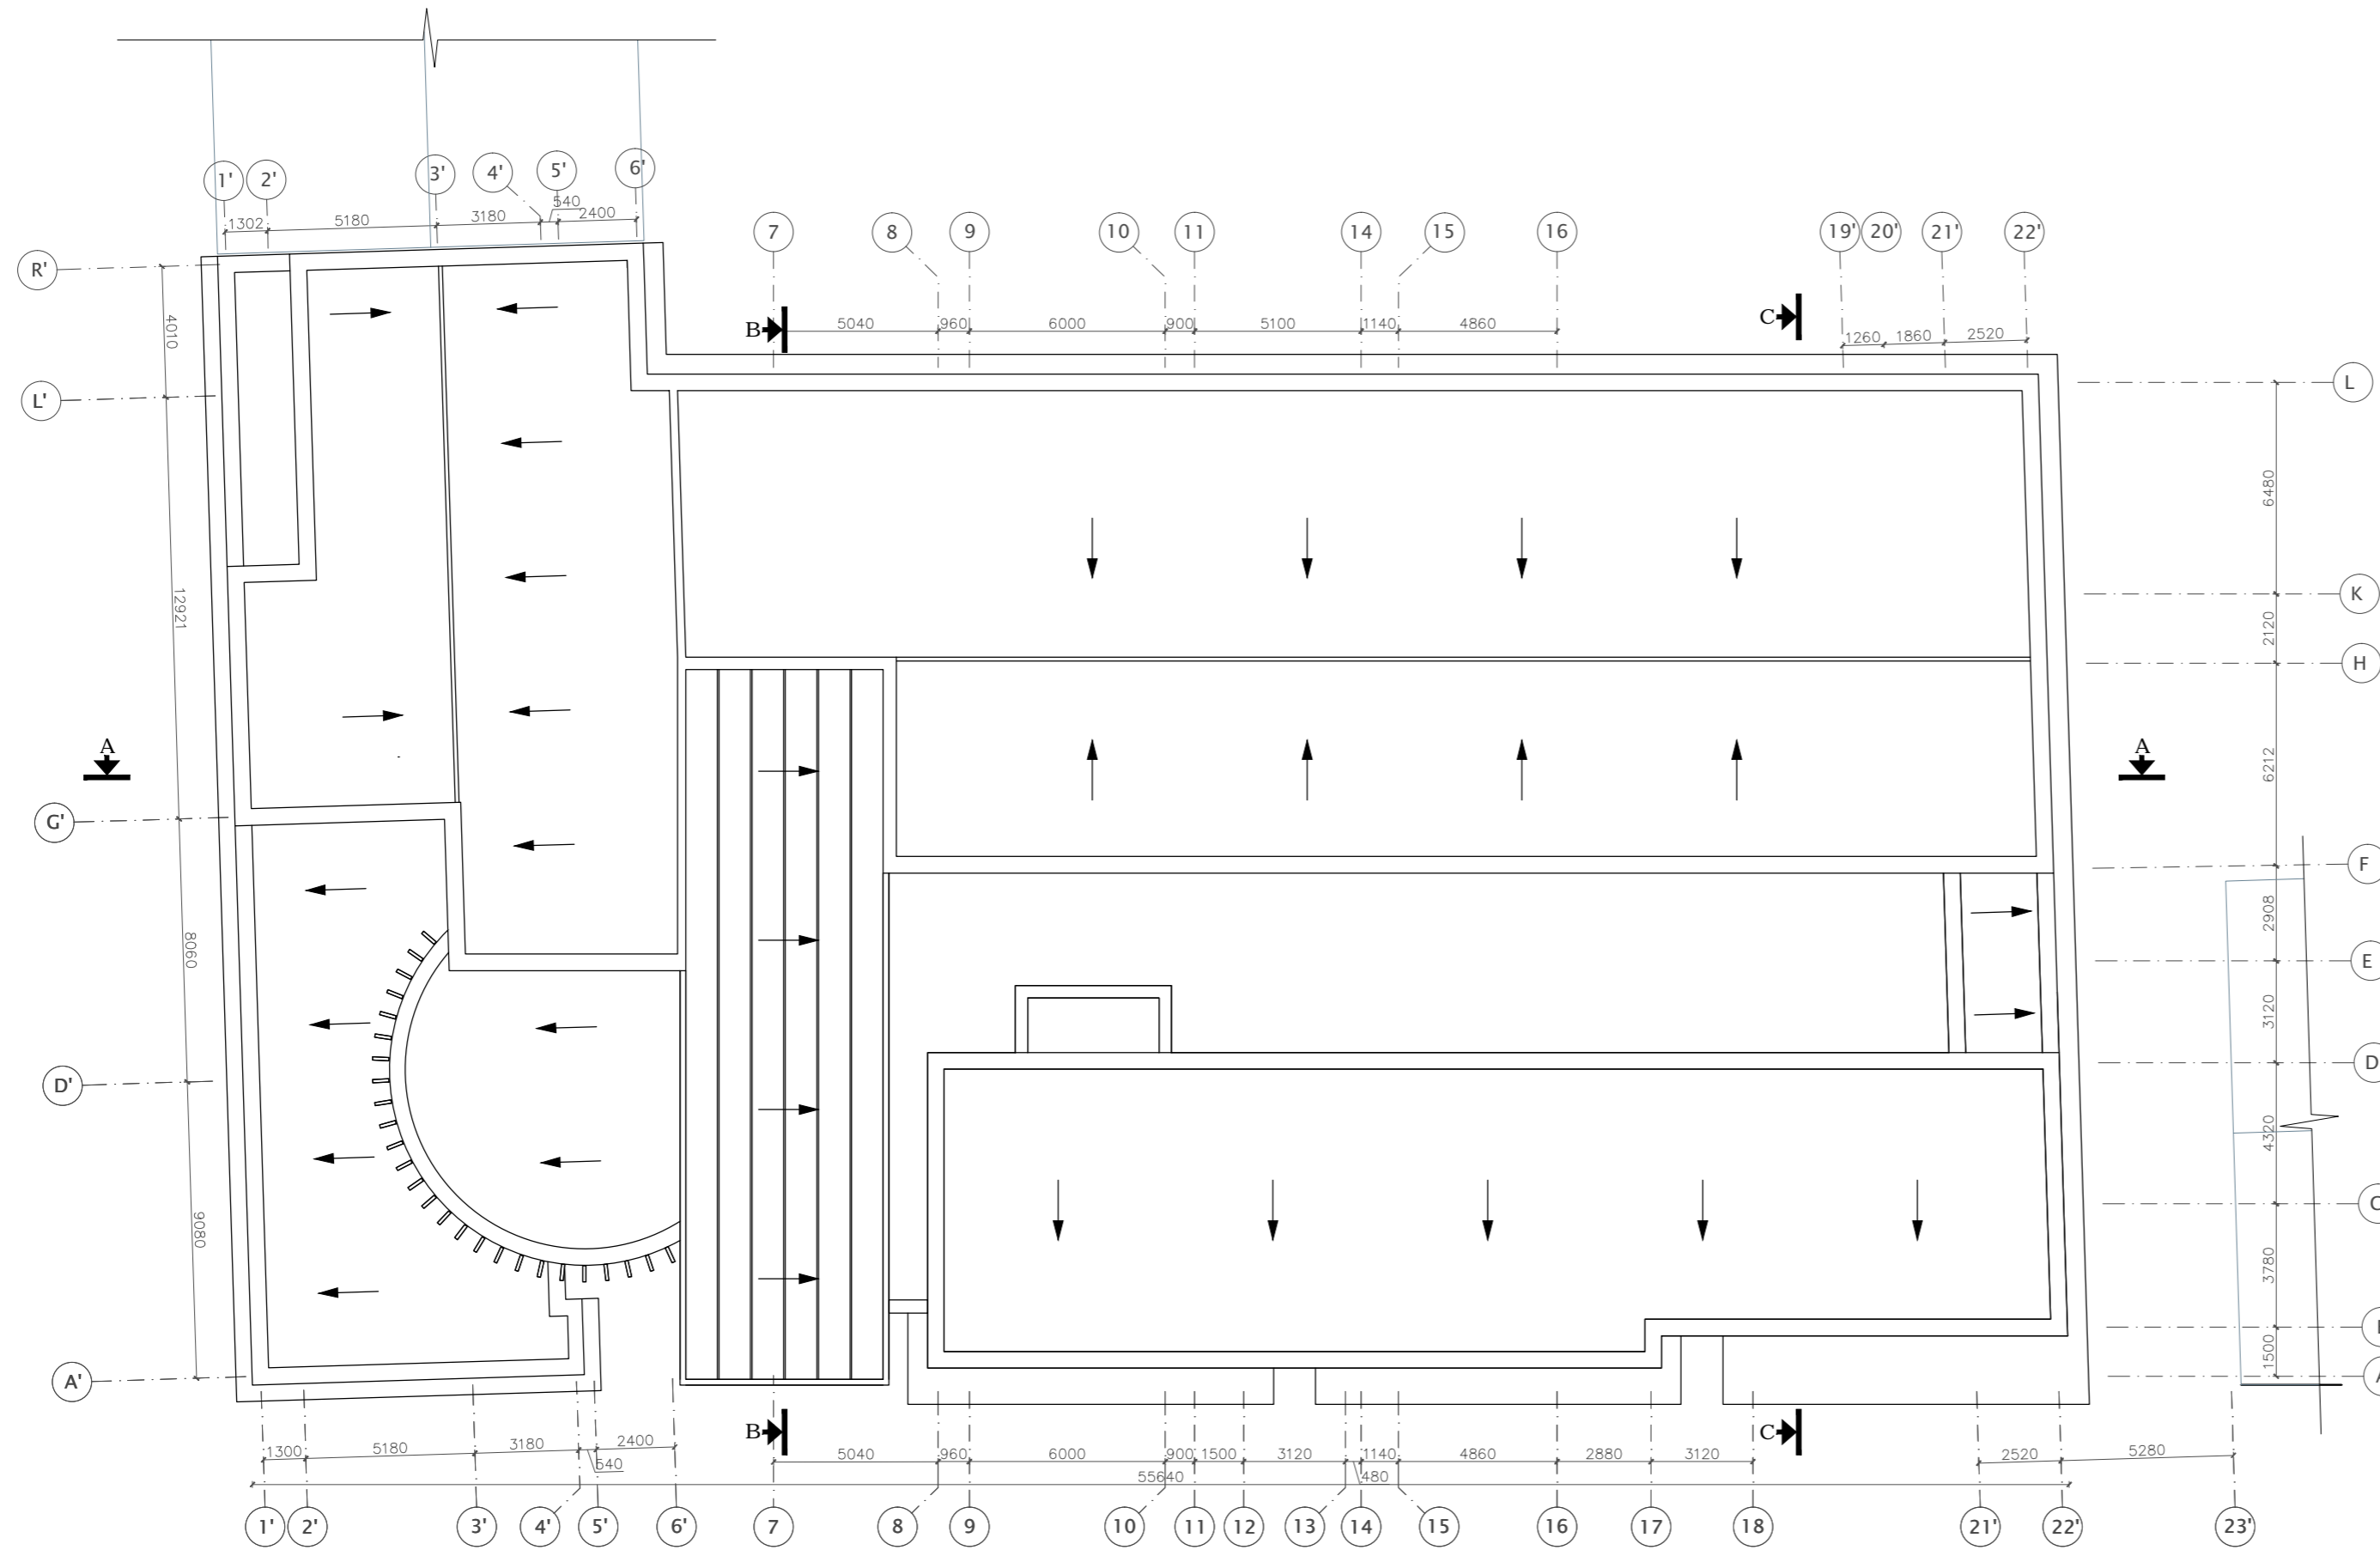 1' 2' 3' 4' 5' 6'
1302 5180 3180 540 2400
7 8 9 10 11 14 15 16 19' 20' 21' 22'
B 5040 960 6000 900 5100 1140 4860 C 1260 1860 2520
R'
4010
L'
12921
A
G'
8060
D'
9080
A'
L
6480
K
2120
H
6212
A
F
2908
E
3120
D
4320
3780
1500
1300 5180 3180 540 2400
B 5040 960 6000 900 1500 3120 480 1140 4860 2880 3120 C 2520 5280
55640
1' 2' 3' 4' 5' 6' 7 8 9 10 11 12 13 14 15 16 17 18 21' 22' 23'